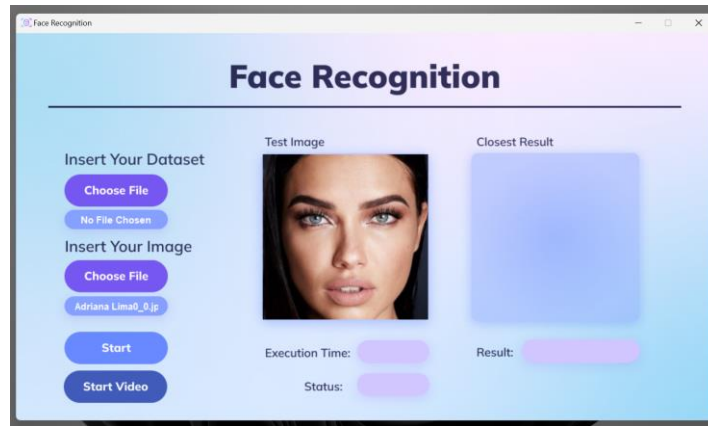 Face Recognition
Face Recognition
Test Image
Closest Result
Insert Your Dataset
Choose File
No File Chosen
Insert Your Image
Choose File
Adriana Lima0_0.jp
Start
Execution Time:
Result:
Start Video
Status: